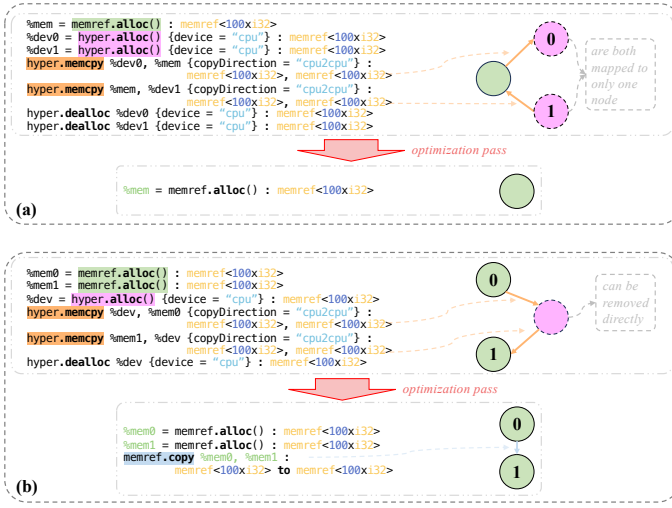 %mem = memref.alloc() : memref<100xi32>
%dev0 = hyper.alloc() {device = “cpu”} : memref<100xi32>
%dev1 = hyper.alloc() {device = “cpu”} : memref<100xi32>
hyper.memcpy %dev0, %mem {copyDirection = “cpu2cpu”} :
memref<100xi32>, memref<100xi32>
hyper.memcpy %mem, %dev1 {copyDirection = “cpu2cpu”} :
memref<100xi32>, memref<100xi32>
hyper.dealloc %dev0 {device = “cpu”} : memref<100xi32>
hyper.dealloc %dev1 {device = “cpu”} : memref<100xi32>
0
1
are both
mapped to
only one
node
optimization pass
%mem = memref.alloc() : memref<100xi32>
(a)
%mem0 = memref.alloc() : memref<100xi32>
%mem1 = memref.alloc() : memref<100xi32>
%dev = hyper.alloc() {device = “cpu”} : memref<100xi32>
hyper.memcpy %dev, %mem0 {copyDirection = “cpu2cpu”} :
memref<100xi32>, memref<100xi32>
hyper.memcpy %mem1, %dev {copyDirection = “cpu2cpu”} :
memref<100xi32>, memref<100xi32>
hyper.dealloc %dev {device = “cpu”} : memref<100xi32>
0
1
can be
removed
directly
optimization pass
%mem0 = memref.alloc() : memref<100xi32>
%mem1 = memref.alloc() : memref<100xi32>
memref.copy %mem0, %mem1 :
memref<100xi32> to memref<100xi32>
0
1
(b)